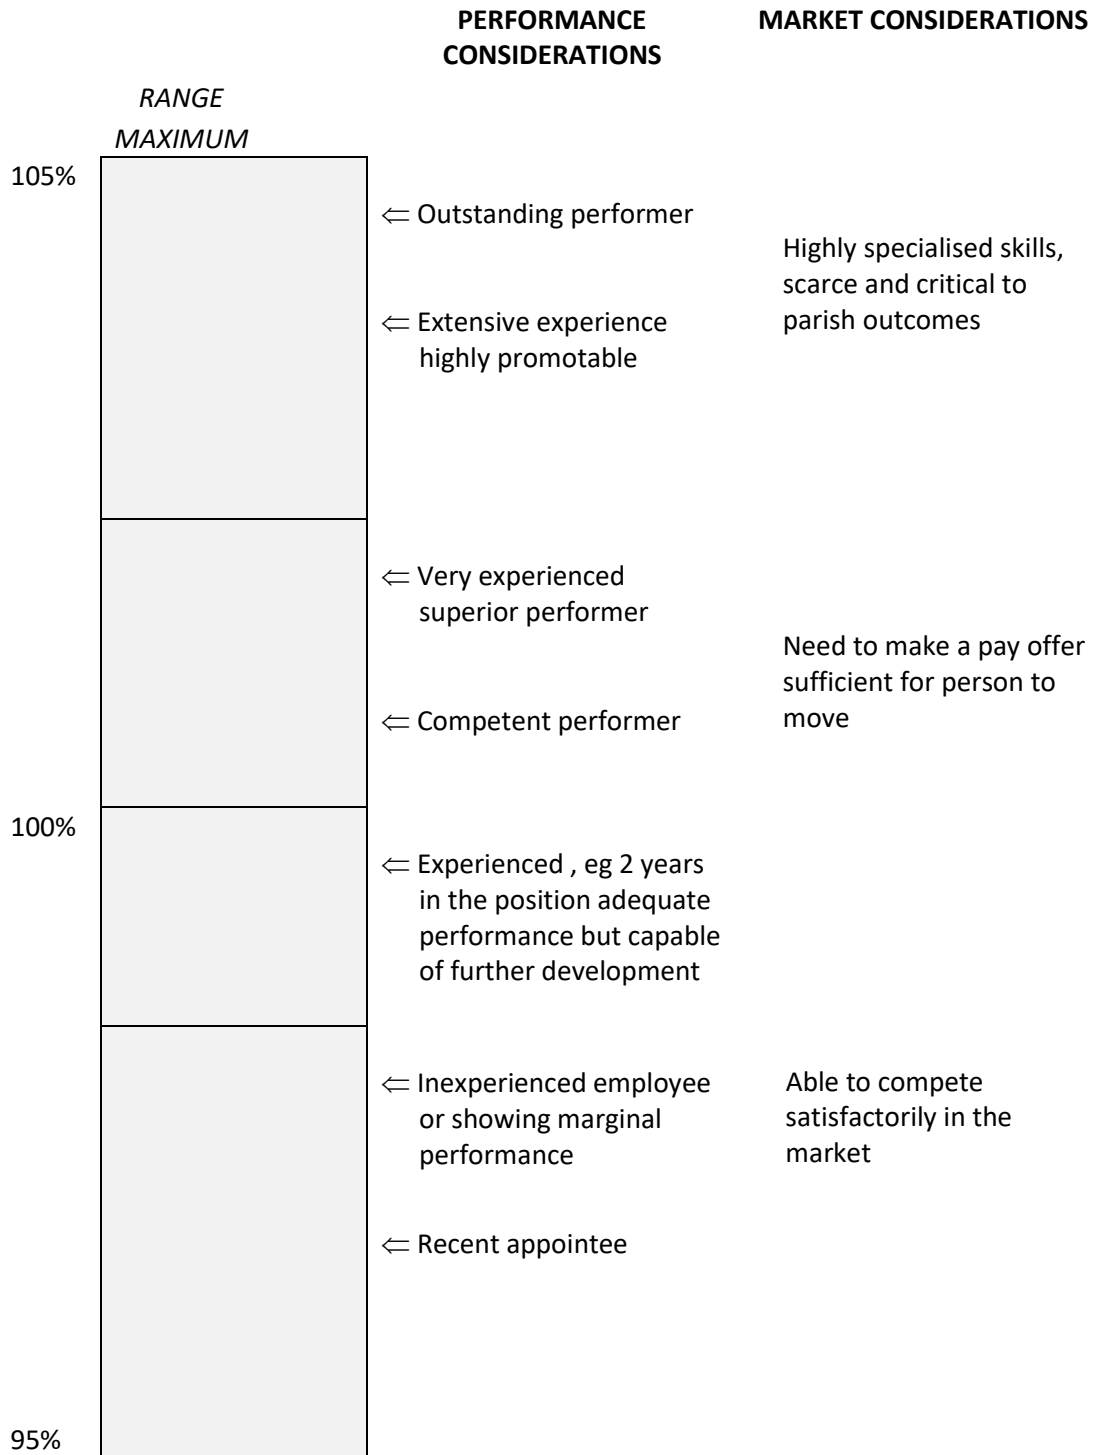 PERFORMANCE
CONSIDERATIONS
MARKET CONSIDERATIONS
RANGE
MAXIMUM
105%
⇐ Outstanding performer
Highly specialised skills,
scarce and critical to
parish outcomes
⇐ Extensive experience
highly promotable
⇐ Very experienced
superior performer
Need to make a pay offer
sufficient for person to
move
⇐ Competent performer
100%
⇐ Experienced , eg 2 years
in the position adequate
performance but capable
of further development
⇐ Inexperienced employee
or showing marginal
performance
Able to compete
satisfactorily in the
market
⇐ Recent appointee
95%